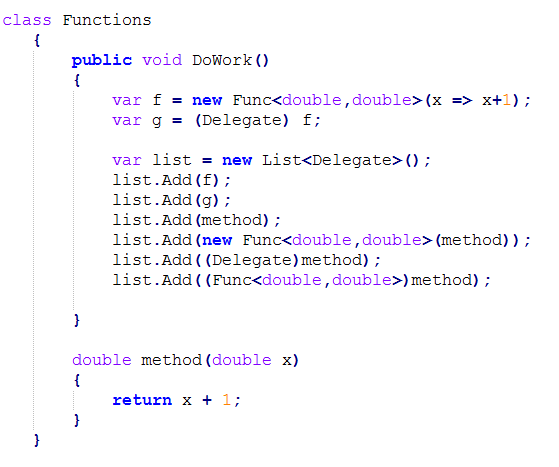 class Functions
{
public void DoWork()
{
var f = new Func<double,double>(x => x+1);
var g = (Delegate) f;
var list = new List<Delegate>();
list.Add(f);
list.Add(g);
list.Add(method);
list.Add(new Func<double,double>(method));
list.Add((Delegate)method);
list.Add((Func<double,double>)method);
}
double method(double x)
{
return x + 1;
}
}